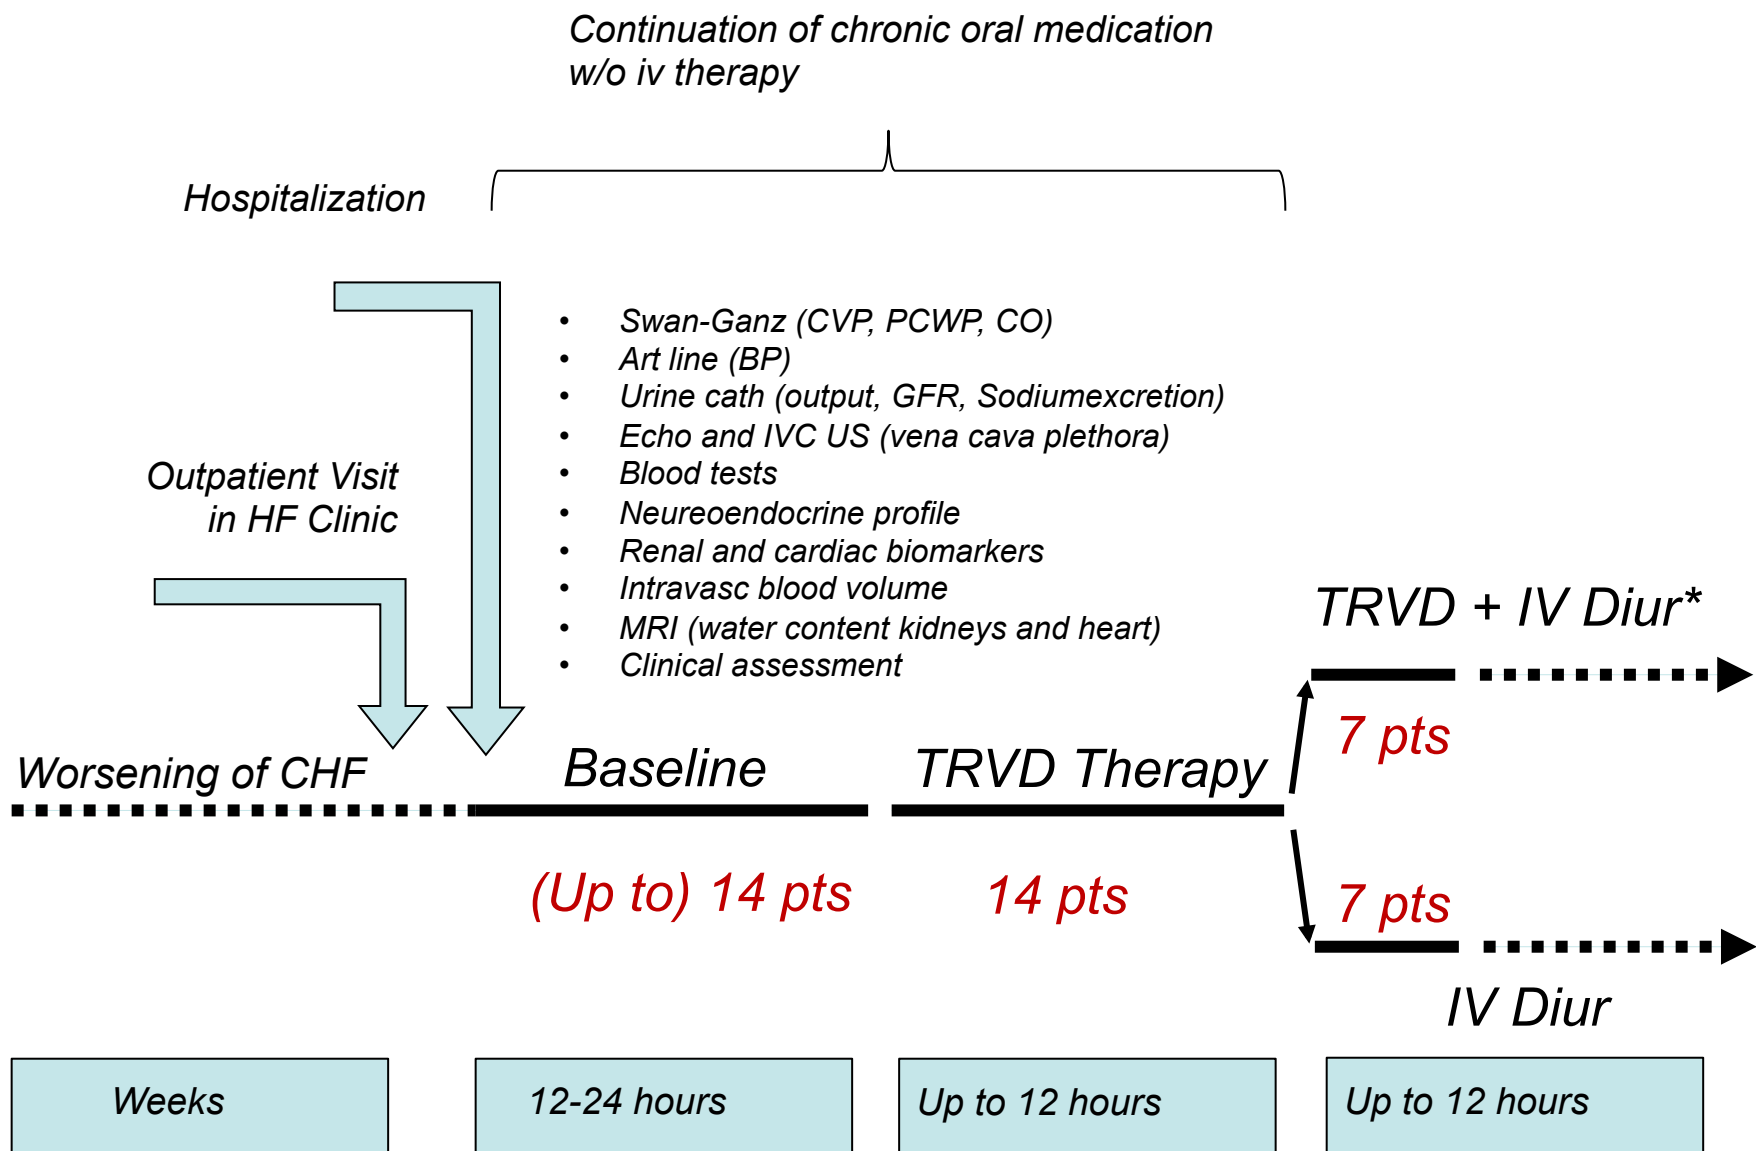 Continuation of chronic oral medication
w/o iv therapy
Hospitalization
• Swan-Ganz (CVP, PCWP, CO)
• Art line (BP)
• Urine cath (output, GFR, Sodiumexcretion)
• Echo and IVC US (vena cava plethora)
• Blood tests
• Neureoendocrine profile
• Renal and cardiac biomarkers
• Intravasc blood volume
• MRI (water content kidneys and heart)
• Clinical assessment
Outpatient Visit
in HF Clinic
TRVD + IV Diur*
7 pts
Worsening of CHF
Baseline
TRVD Therapy
(Up to) 14 pts
14 pts
7 pts
IV Diur
Weeks
12-24 hours
Up to 12 hours
Up to 12 hours